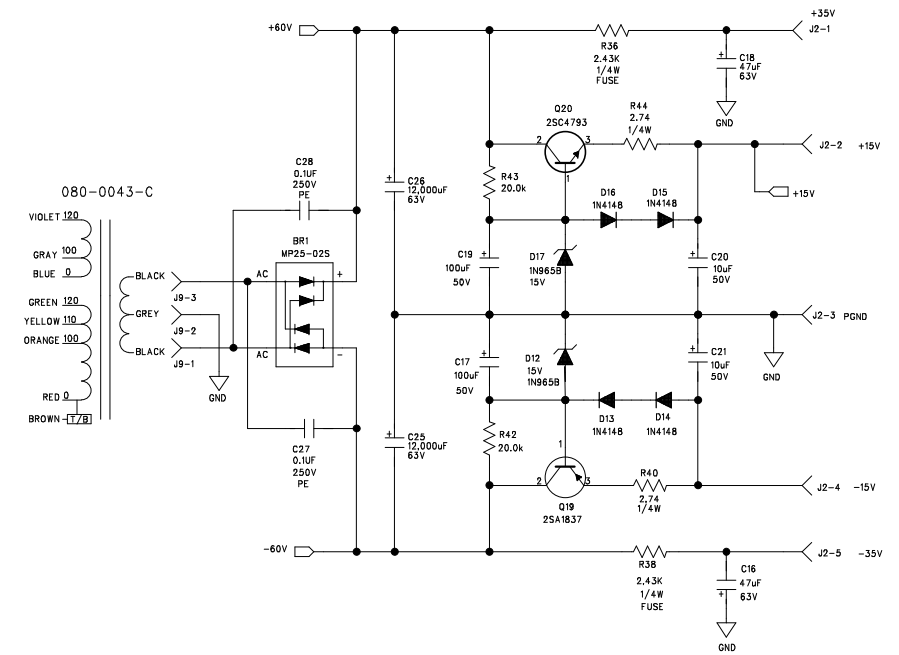 +60V
+35V
J2-1
R36
2.43K
1/4W
FUSE
C18
47uF
63V
GND
Q20
2SC4793
2
3
1
R44
2.74
1/4W
J2-2 +15V
+15V
C28
0.1UF
250V
PE
C26
12,000uF
63V
R43
20.0k
D16
1N4148
D15
1N4148
080-0043-C
VIOLET 120
GRAY 100
BLUE 0
GREEN 120
YELLOW 110
ORANGE 100
RED 0
BROWN T/B
BLACK
J9-3
GREY
J9-2
BLACK
J9-1
GND
BR1
MP25-02S
AC
+
AC
-
C19
100uF
50V
D17
1N965B
15V
C20
10uF
50V
J2-3 PGND
GND
C17
100uF
50V
D12
15V
1N965B
C21
10uF
50V
D13
1N4148
D14
1N4148
C27
0.1UF
250V
PE
C25
12,000uF
63V
R42
20.0k
1
2
3
Q19
2SA1837
R40
2.74
1/4W
J2-4 -15V
-60V
R38
2.43K
1/4W
FUSE
J2-5 -35V
C16
47uF
63V
GND